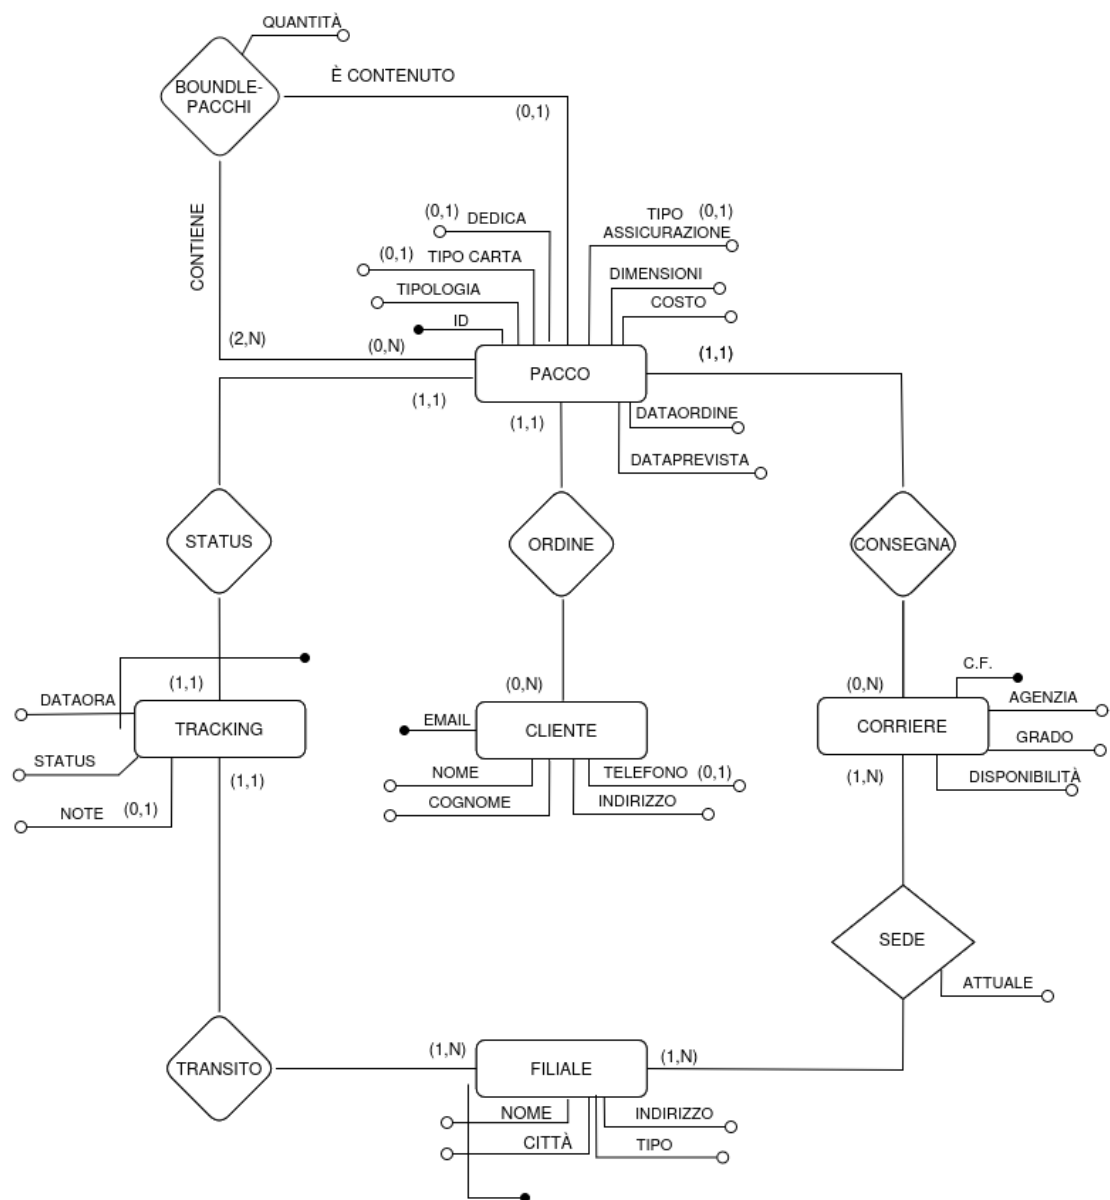 QUANTITÀ
BOUNDLE-
PACCHI
È CONTENUTO
(0,1)
CONTIENE
(0,1)
DEDICA
TIPO (0,1)
ASSICURAZIONE
(0,1) TIPO CARTA
DIMENSIONI
TIPOLOGIA
COSTO
ID
(2,N)
(0,N)
(1,1)
PACCO
(1,1)
(1,1)
DATAORDINE
DATAPREVISTA
STATUS
ORDINE
CONSEGNA
(1,1)
(0,N)
(0,N)
C.F.
DATAORA
TRACKING
EMAIL
CLIENTE
CORRIERE
AGENZIA
GRADO
STATUS
(1,1)
NOME
TELEFONO (0,1)
(1,N)
DISPONIBILITÀ
NOTE (0,1)
COGNOME
INDIRIZZO
SEDE
ATTUALE
TRANSITO
(1,N)
FILIALE
(1,N)
NOME
INDIRIZZO
CITTÀ
TIPO